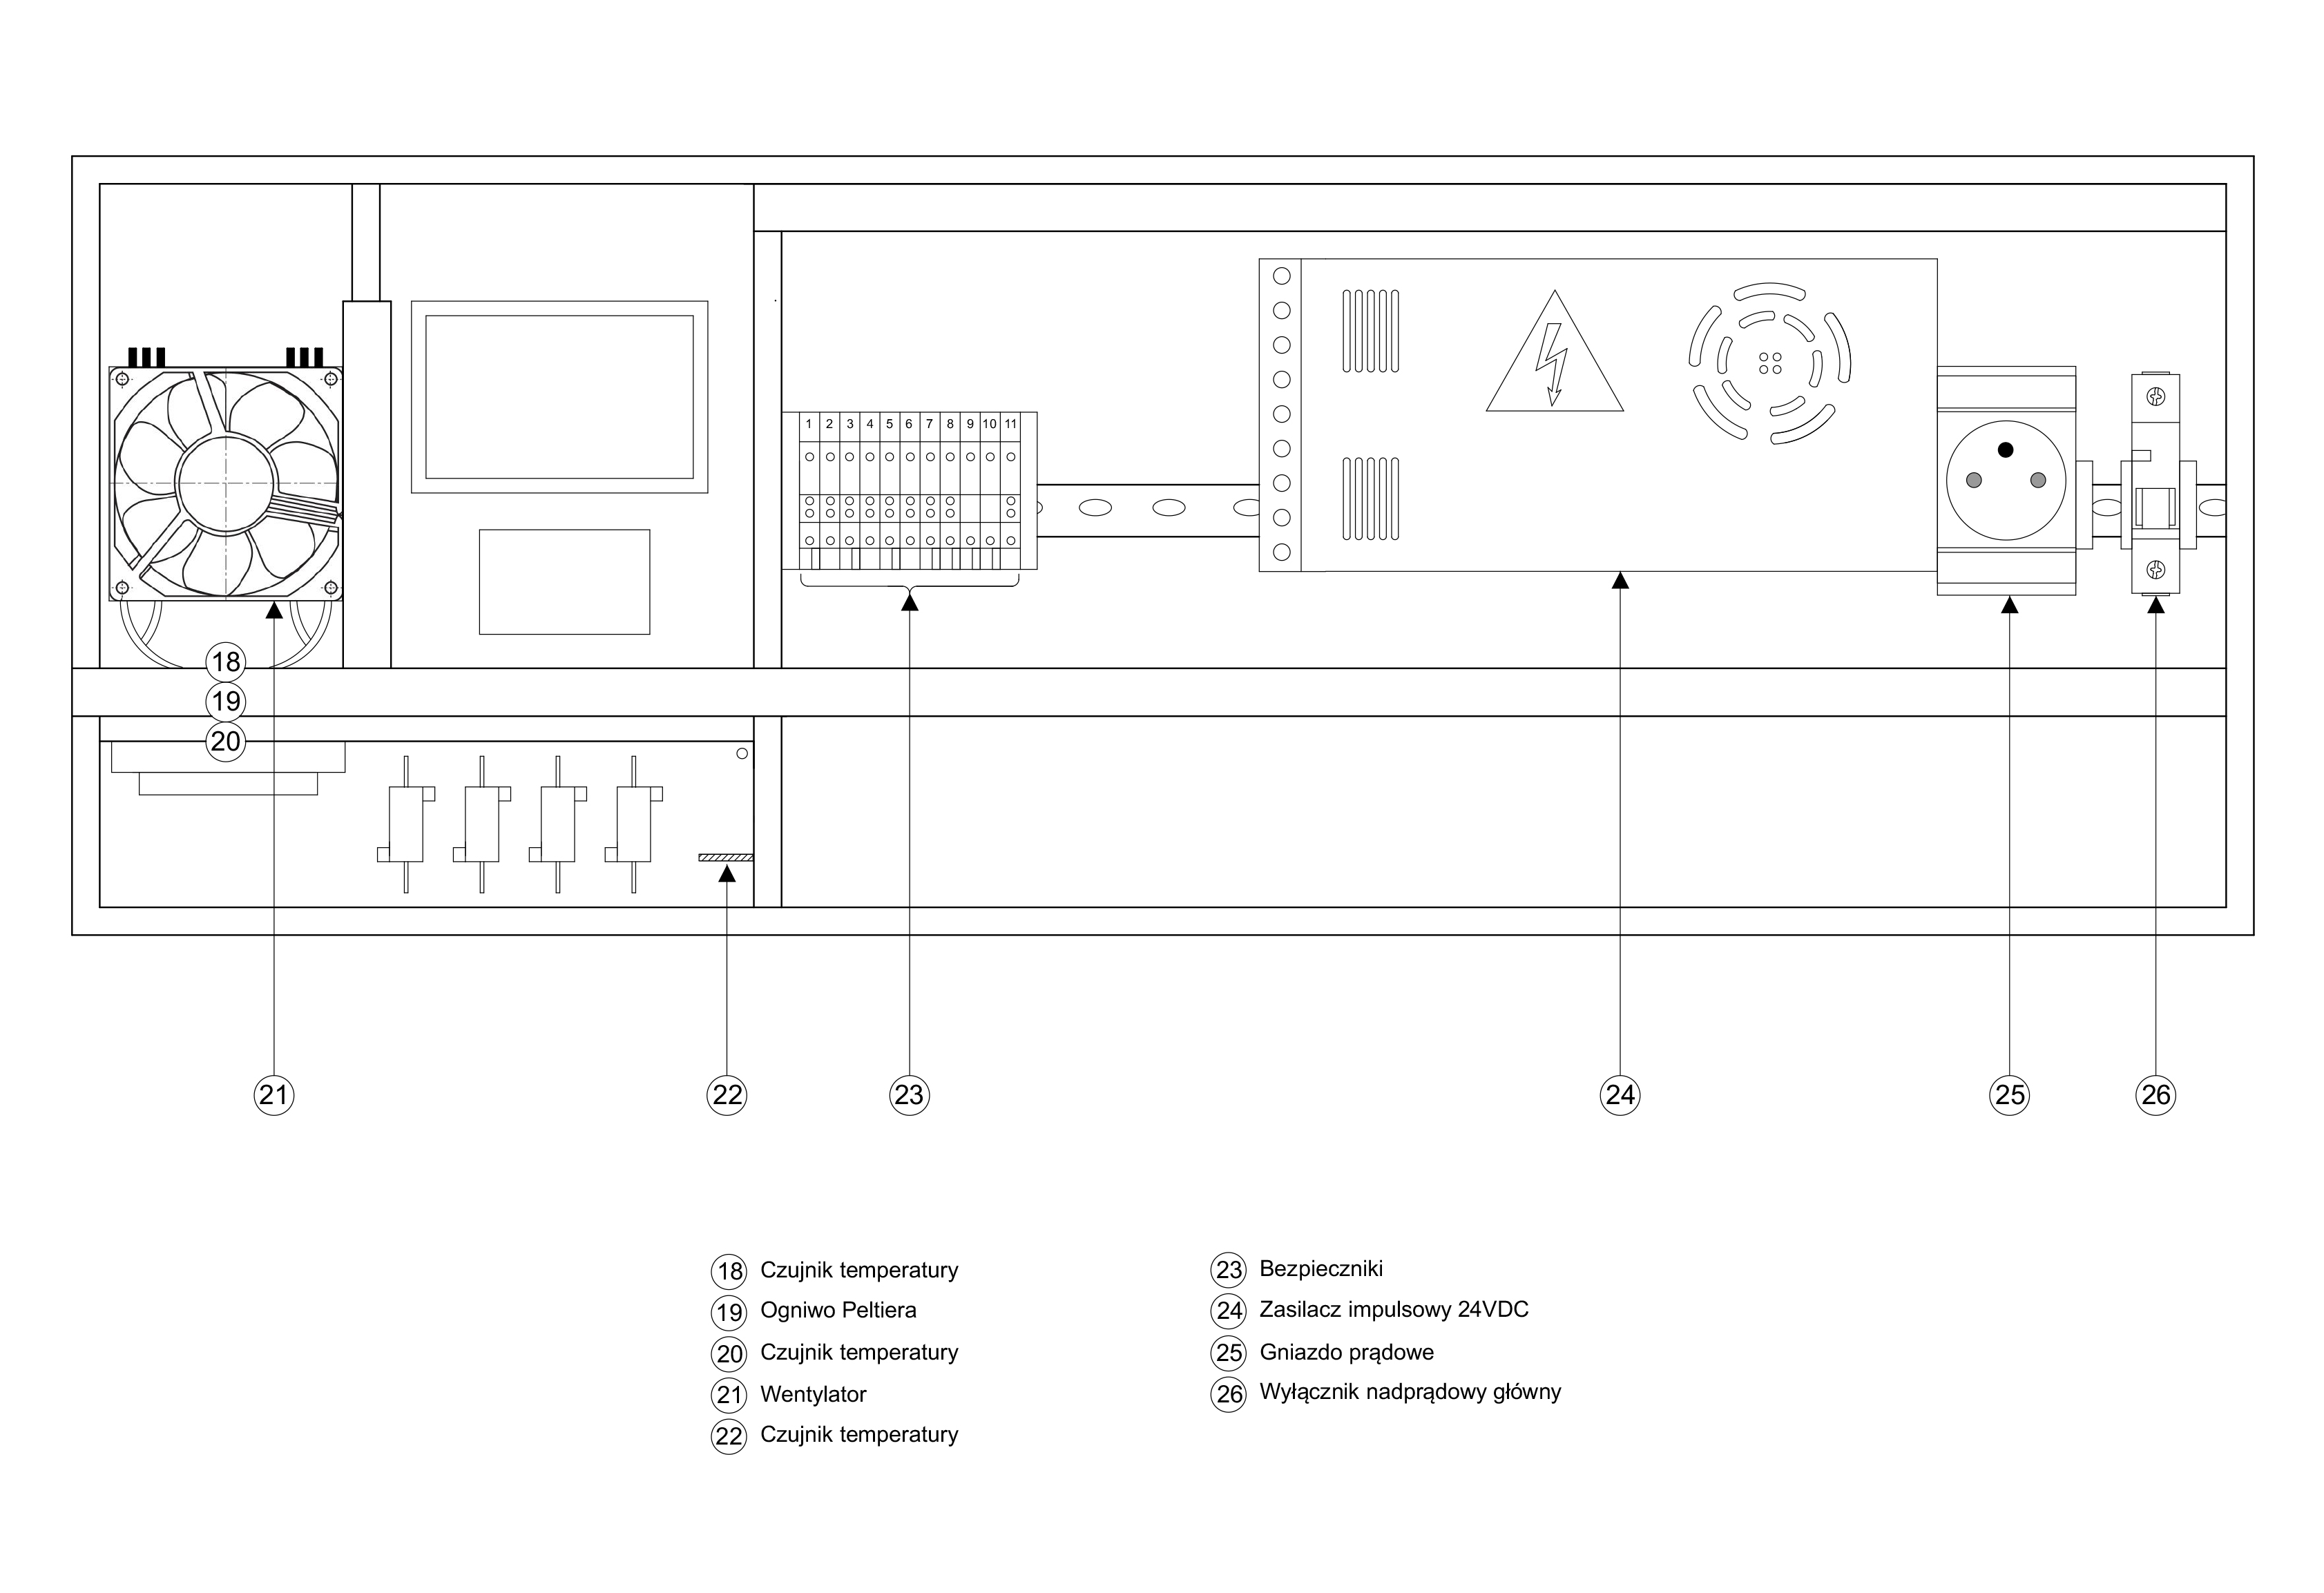 1 2 3 4 5 6 7 8 9 10 11
18
19
20
21 22 23 24 25 26
18 Czujnik temperatury
19 Ogniwo Peltiera
20 Czujnik temperatury
21 Wentylator
22 Czujnik temperatury
23 Bezpieczniki
24 Zasilacz impulsowy 24VDC
25 Gniazdo prądowe
26 Wyłącznik nadprądowy główny